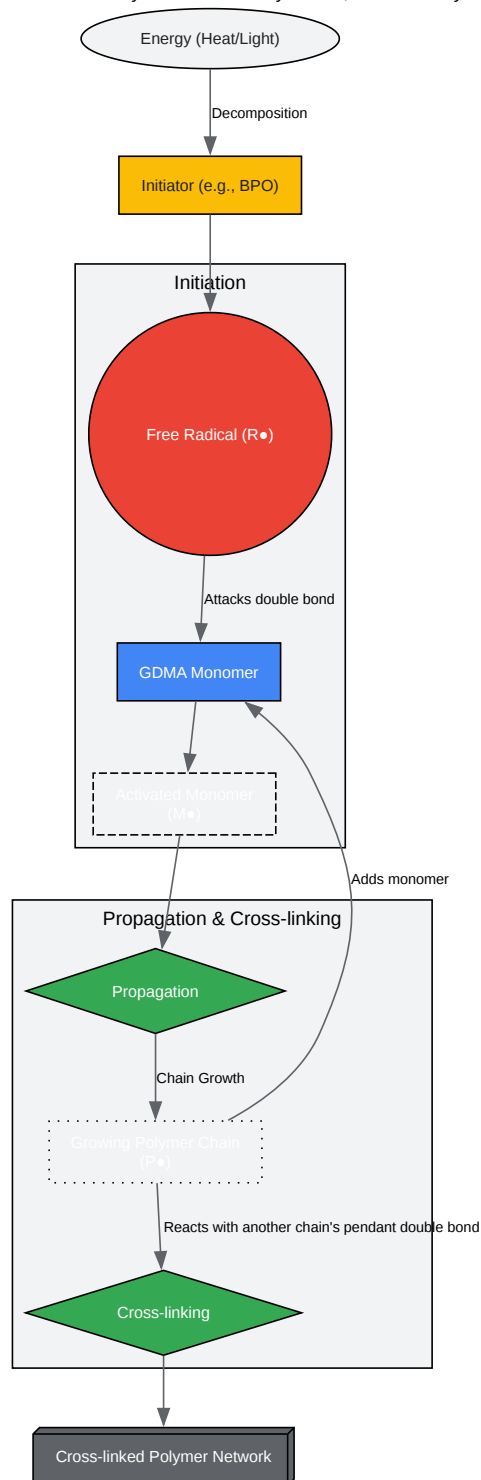 Energy (Heat/Light)
Decomposition
Initiator (e.g., BPO)
Initiation
Free Radical (R●)
Attacks double bond
GDMA Monomer
Activated Monomer
(M●)
Adds monomer
Propagation & Cross-linking
Propagation
Chain Growth
Growing Polymer Chain
(P●)
Reacts with another chain's pendant double bond
Cross-linking
Cross-linked Polymer Network